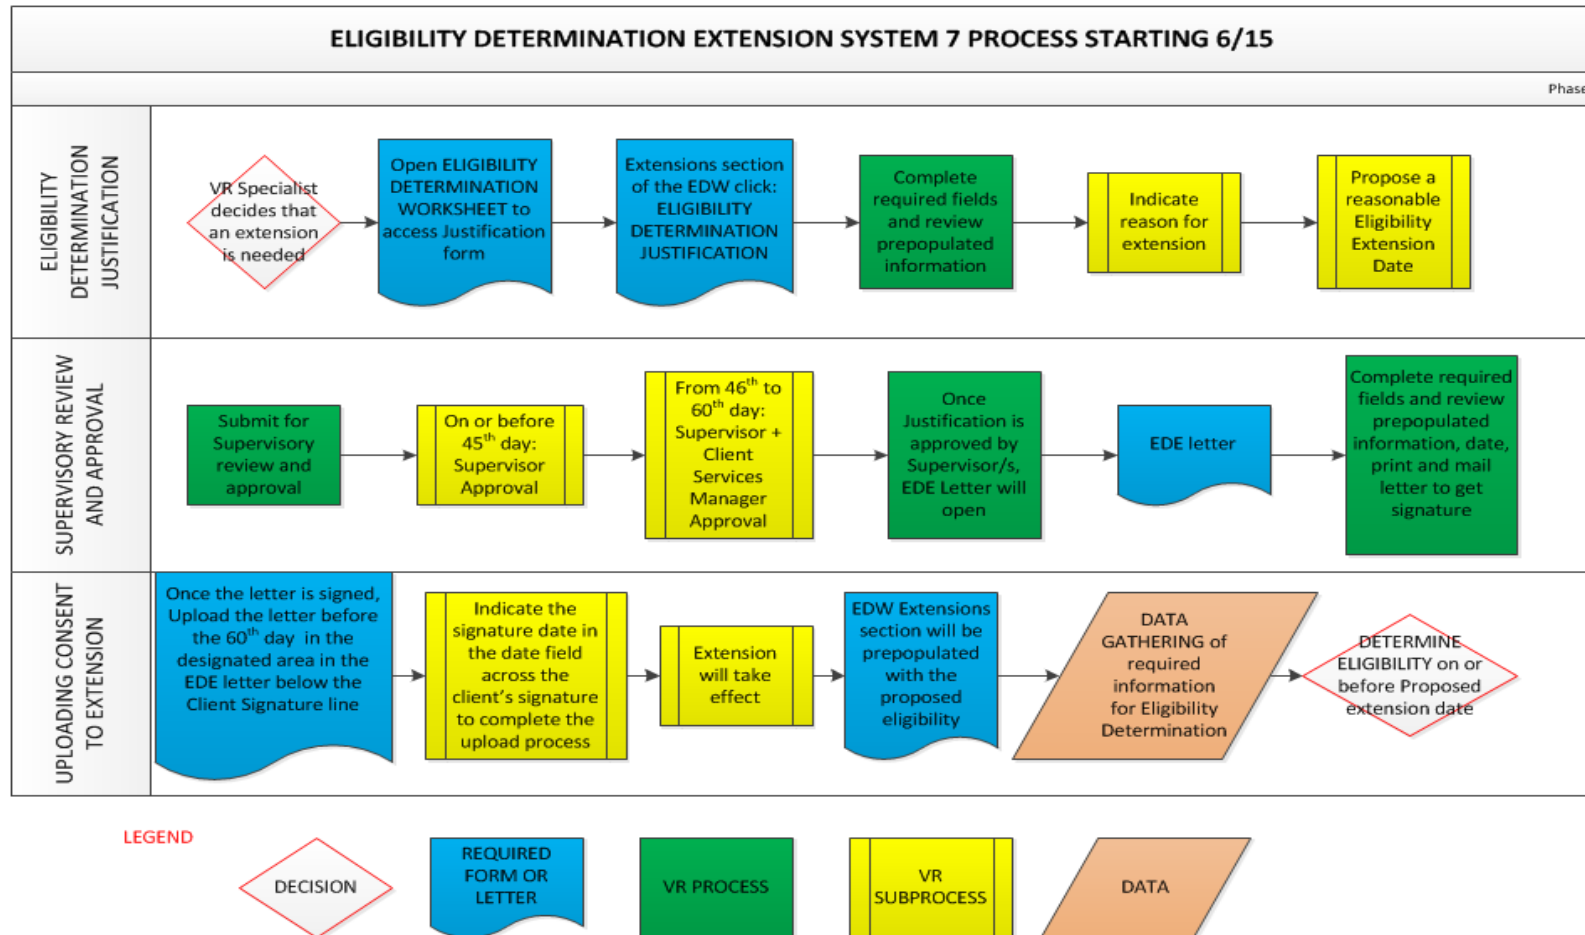 ELIGIBILITY DETERMINATION EXTENSION SYSTEM 7 PROCESS STARTING 6/15
Phase
ELIGIBILITY
DETERMINATION
JUSTIFICATION
VR Specialist
decides that
an extension
is needed
Open ELIGIBILITY
DETERMINATION
WORKSHEET to
access Justification
form
Extensions section
of the EDW click:
ELIGIBILITY
DETERMINATION
JUSTIFICATION
Complete
required fields
and review
prepopulated
information
Indicate
reason for
extension
Propose a
reasonable
Eligibility
Extension
Date
SUPERVISORY REVIEW
AND APPROVAL
Submit for
Supervisory
review and
approval
On or before
45th day:
Supervisor
Approval
From 46th to
60th day:
Supervisor +
Client
Services
Manager
Approval
Once
Justification is
approved by
Supervisor/s,
EDE Letter will
open
EDE letter
Complete required
fields and review
prepopulated
information, date,
print and mail
letter to get
signature
UPLOADING CONSENT
TO EXTENSION
Once the letter is signed,
Upload the letter before
the 60th day in the
designated area in the
EDE letter below the
Client Signature line
Indicate the
signature date in
the date field
across the
client's signature
to complete the
upload process
Extension
will take
effect
EDW Extensions
section will be
prepopulated
with the
proposed
eligibility
DATA
GATHERING of
required
information
for Eligibility
Determination
DETERMINE
ELIGIBILITY on or
before Proposed
extension date
LEGEND
DECISION
REQUIRED
FORM OR
LETTER
VR PROCESS
VR
SUBPROCESS
DATA